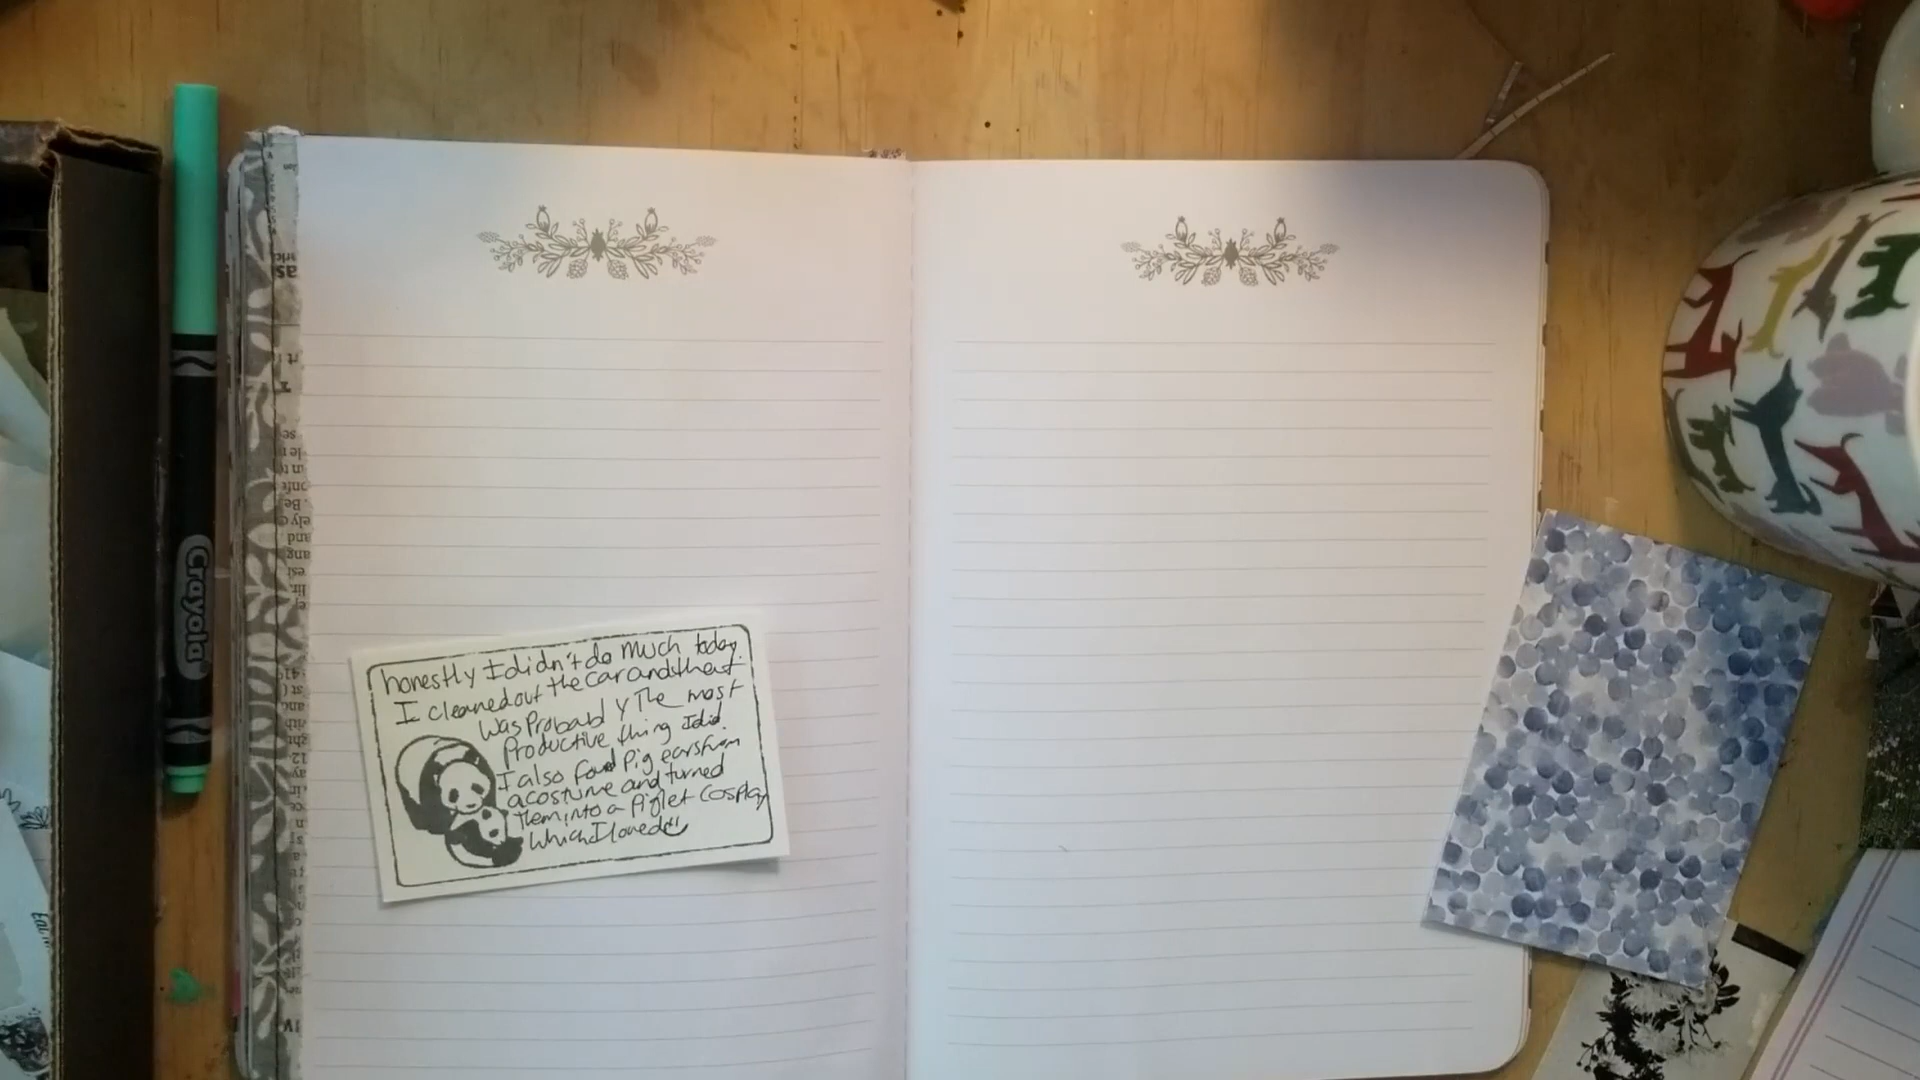 honestly I didn't do much today.
I cleaned out the car and that
was Probably The most
Productive thing I did.
I also found Pig ears from
a costume and turned
them into a Piglet Cosplay
which I loved
Crayola